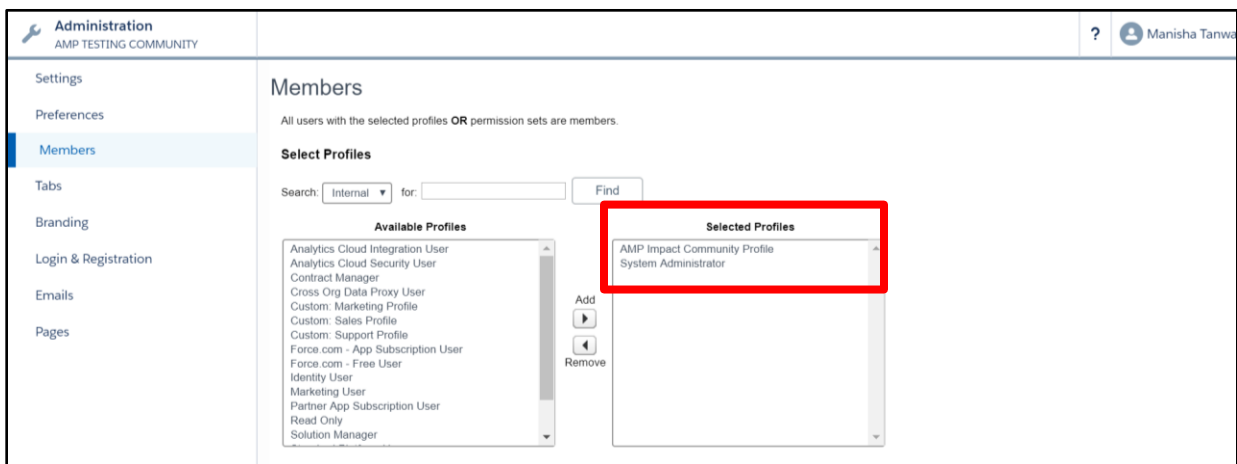 Administration
AMP TESTING COMMUNITY
?
Manisha Tanwa
Settings
Preferences
Members
Tabs
Branding
Login & Registration
Emails
Pages
Members
All users with the selected profiles OR permission sets are members.
Select Profiles
Search: Internal for: Find
Available Profiles
Analytics Cloud Integration User
Analytics Cloud Security User
Contract Manager
Cross Org Data Proxy User
Custom: Marketing Profile
Custom: Sales Profile
Custom: Support Profile
Force.com - App Subscription User
Force.com - Free User
Identity User
Marketing User
Partner App Subscription User
Read Only
Solution Manager
Add
Remove
Selected Profiles
AMP Impact Community Profile
System Administrator